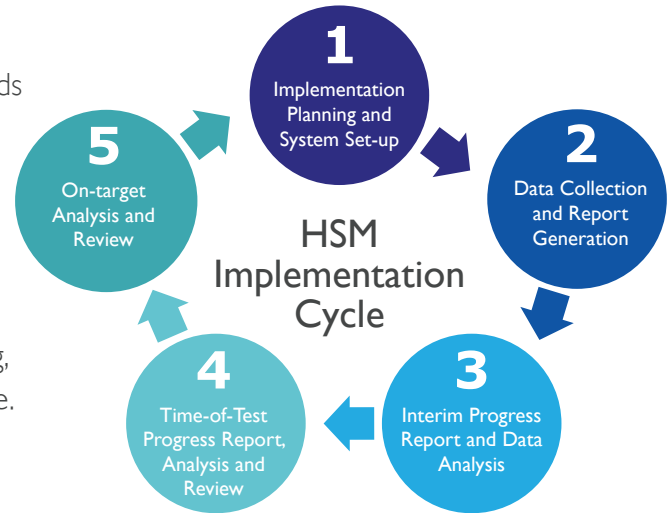 ds
g,
e.
HSM
Implementation
Cycle
1
Implementation
Planning and
System Set-up
2
Data Collection
and Report
Generation
3
Interim Progress
Report and Data
Analysis
4
Time-of-Test
Progress Report,
Analysis and
Review
5
On-target
Analysis and
Review